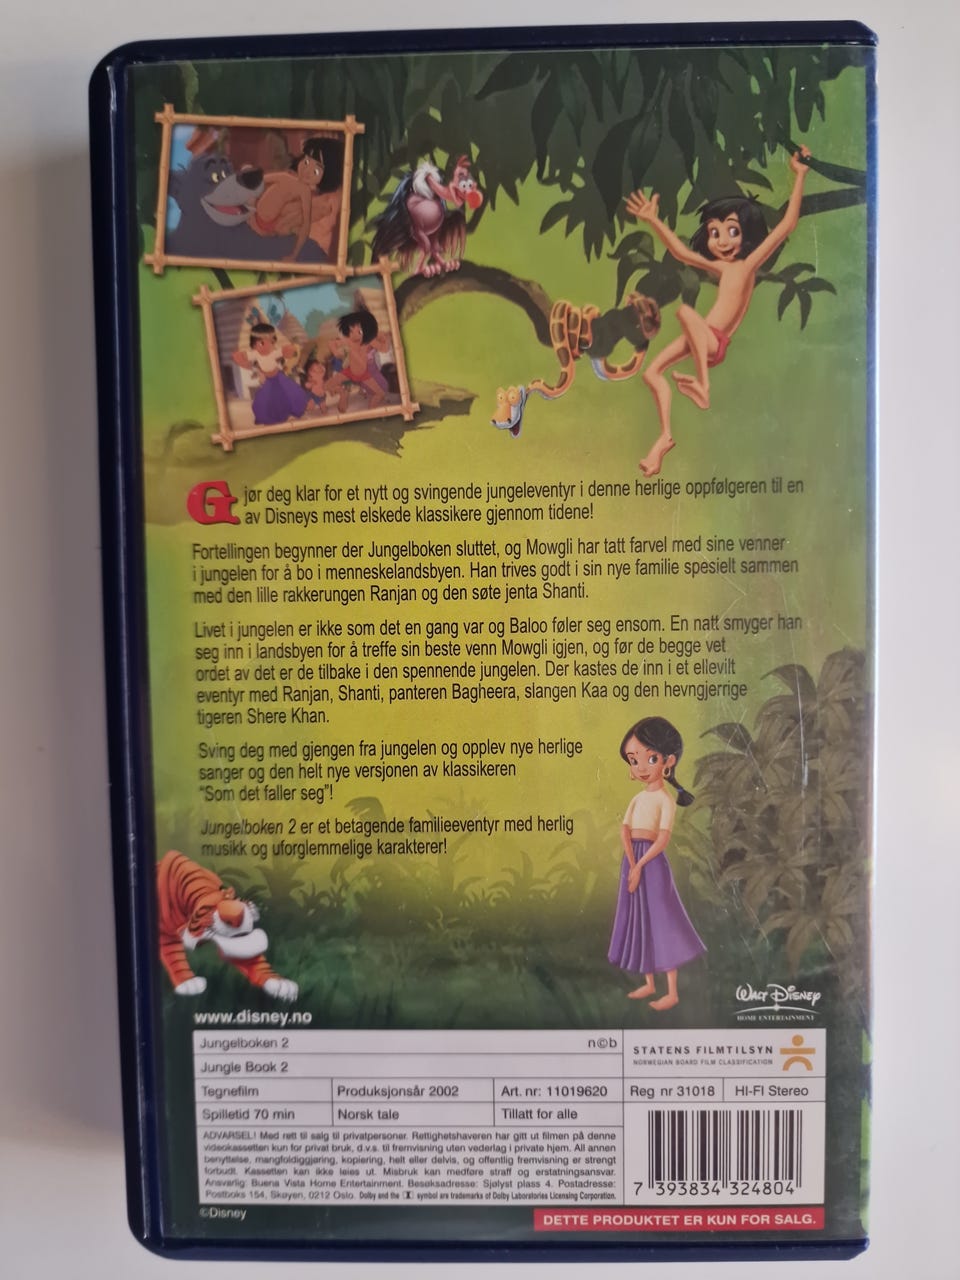 Gjør deg klar for et nytt og svingende jungeleventyr i denne herlige oppfølgeren til en
av Disneys mest elskede klassikere gjennom tidene!
Fortellingen begynner der Jungelboken sluttet, og Mowgli har tatt farvel med sine venner
i jungelen for å bo i menneskelandsbyen. Han trives godt i sin nye familie spesielt sammen
med den lille rakkerungen Ranjan og den søte jenta Shanti.
Livet i jungelen er ikke som det en gang var og Baloo føler seg ensom. En natt smyger han
seg inn i landsbyen for å treffe sin beste venn Mowgli igjen, og før de begge vet
ordet av det er de tilbake i den spennende jungelen. Der kastes de inn i et ellevilt
eventyr med Ranjan, Shanti, panteren Bagheera, slangen Kaa og den hevngjerrige
tigeren Shere Khan.
Sving deg med gjengen fra jungelen og opplev nye herlige
sanger og den helt nye versjonen av klassikeren
"Som det faller seg"!
Jungelboken 2 er et betagende familieeventyr med herlig
musikk og uforglemmelige karakterer!
www.disney.no
WALT DISNEY
HOME ENTERTAINMENT
Jungelboken 2 n©b
Jungle Book 2
STATENS FILMTILSYN
NORWEGIAN BOARD FILM CLASSIFICATION
Tegnefilm Produksjonsår 2002 Art. nr: 11019620 Reg nr 31018 HI-FI Stereo
Spilletid 70 min Norsk tale Tillatt for alle
ADVARSEL! Med rett til salg til privatpersoner. Rettighetshaveren har gitt ut filmen på denne
videokassetten kun for privat bruk, d.v.s. til fremvisning uten vederlag i private hjem. All annen
benyttelse, mangfoldiggjøring, kopiering, helt eller delvis, og offentlig fremvisning er strengt
forbudt. Kassetten kan ikke leies ut. Misbruk kan medføre straff og erstatningsansvar.
Ansvarlig: Buena Vista Home Entertainment. Besøksadresse: Sjølyst plass 4. Postadresse:
Postboks 154, Skøyen, 0212 Oslo. Dolby and the symbol are trademarks of Dolby Laboratories Licensing Corporation.
7 393834 324804
©Disney
DETTE PRODUKTET ER KUN FOR SALG.